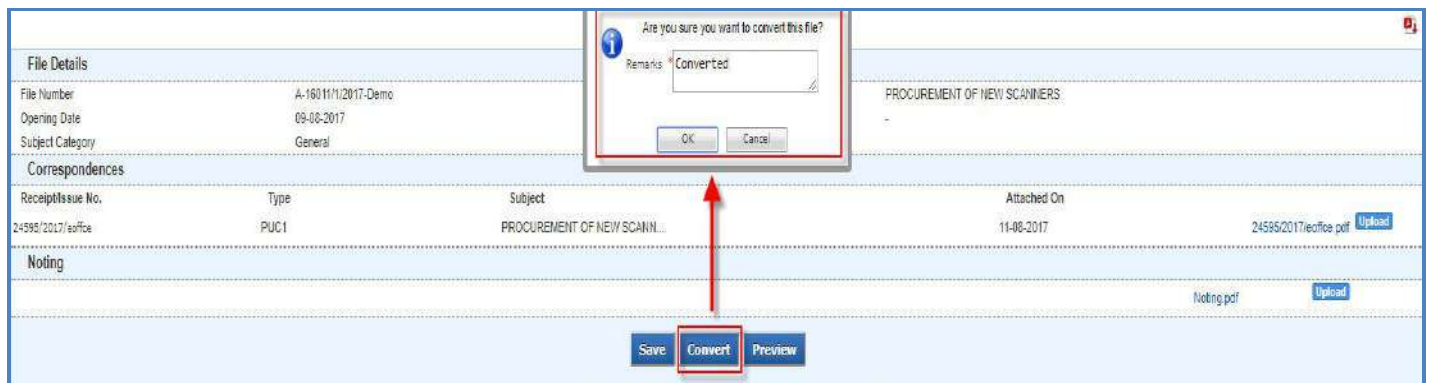 Are you sure you want to convert this file?
Remarks * Converted
OK Cancel
File Details
File Number A-16011/1/2017-Demo PROCUREMENT OF NEW SCANNERS
Opening Date 09-08-2017 -
Subject Category General
Correspondences
Receipt/Issue No. Type Subject Attached On
24595/2017/eoffce PUC1 PROCUREMENT OF NEW SCANN... 11-08-2017 24595/2017/eoffce.pdf Upload
Noting
Noting.pdf Upload
Save Convert Preview